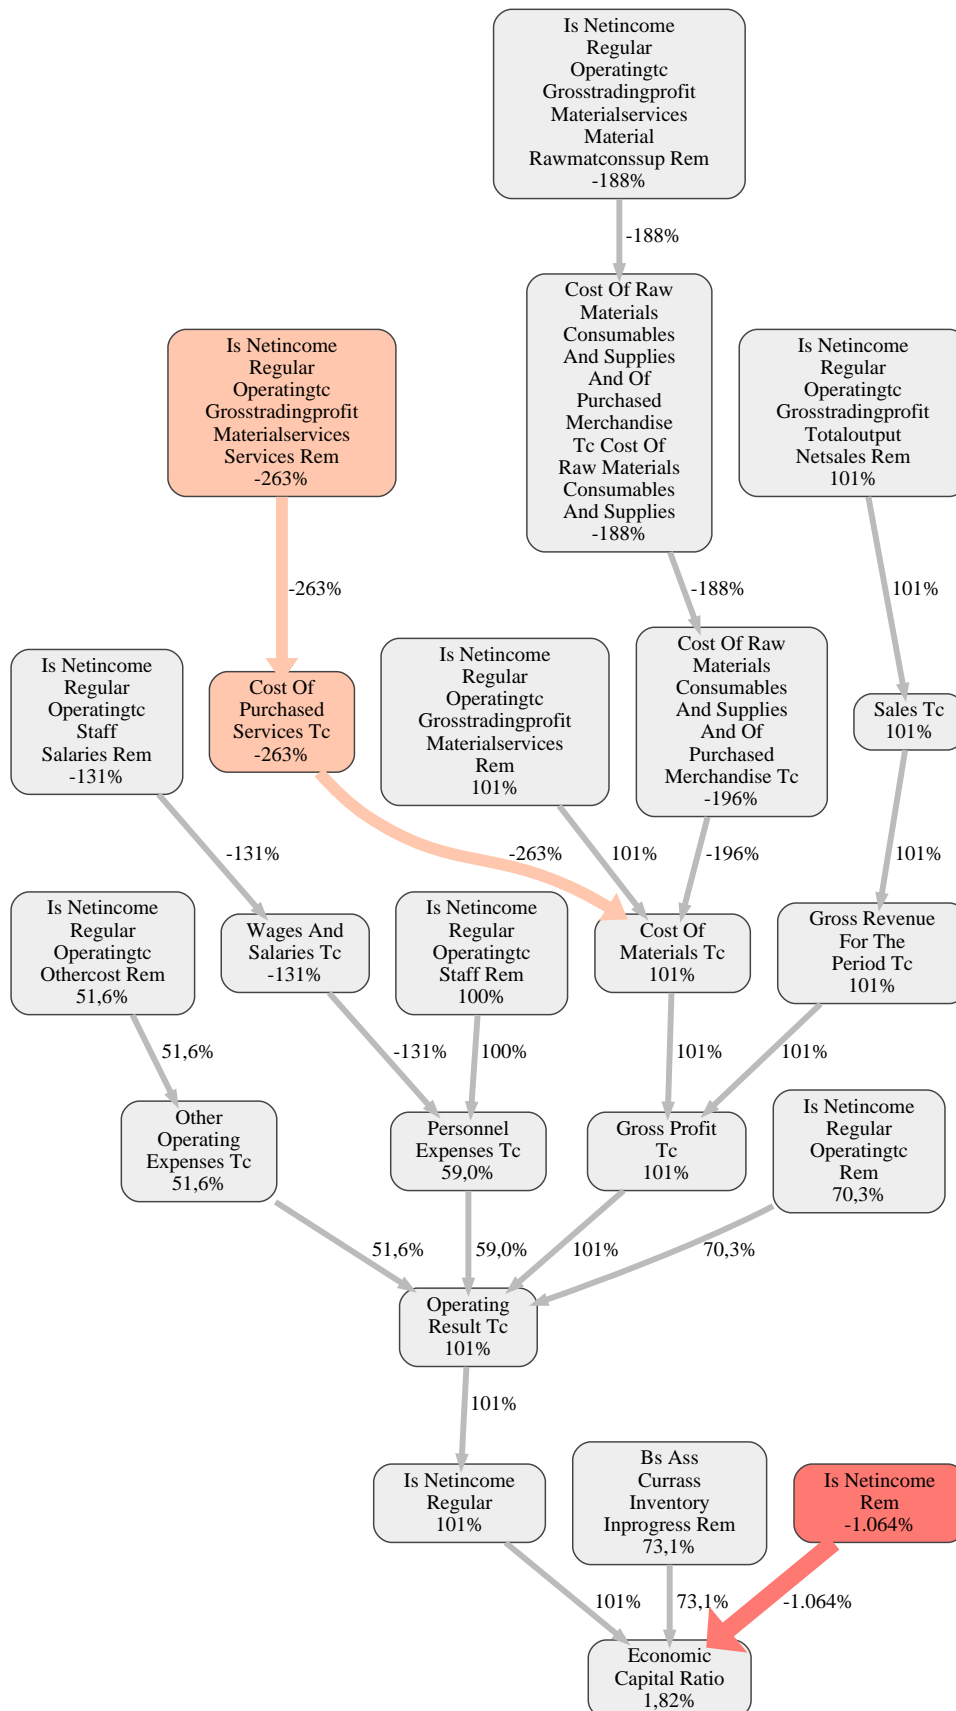 Is Netincome
Regular
Operatingtc
Grosstradingprofit
Materialservices
Material
Rawmatconssup Rem
-188%
-188%
Cost Of Raw
Materials
Consumables
And Supplies
And Of
Purchased
Merchandise
Tc Cost Of
Raw Materials
Consumables
And Supplies
-188%
Is Netincome
Regular
Operatingtc
Grosstradingprofit
Materialservices
Services Rem
-263%
Is Netincome
Regular
Operatingtc
Grosstradingprofit
Totaloutput
Netsales Rem
101%
-263%
-188%
101%
Is Netincome
Regular
Operatingtc
Staff
Salaries Rem
-131%
Cost Of
Purchased
Services Tc
-263%
Is Netincome
Regular
Operatingtc
Grosstradingprofit
Materialservices
Rem
101%
Cost Of Raw
Materials
Consumables
And Supplies
And Of
Purchased
Merchandise Tc
-196%
Sales Tc
101%
-131%
-263%
101%
-196%
101%
Is Netincome
Regular
Operatingtc
Othercost Rem
51,6%
Wages And
Salaries Tc
-131%
Is Netincome
Regular
Operatingtc
Staff Rem
100%
Cost Of
Materials Tc
101%
Gross Revenue
For The
Period Tc
101%
51,6%
-131%
100%
101%
101%
Other
Operating
Expenses Tc
51,6%
Personnel
Expenses Tc
59,0%
Gross Profit
Tc
101%
Is Netincome
Regular
Operatingtc
Rem
70,3%
51,6%
59,0%
101%
70,3%
Operating
Result Tc
101%
101%
Is Netincome
Regular
101%
Bs Ass
Currass
Inventory
Inprogress Rem
73,1%
Is Netincome
Rem
-1.064%
101%
73,1%
-1.064%
Economic
Capital Ratio
1,82%